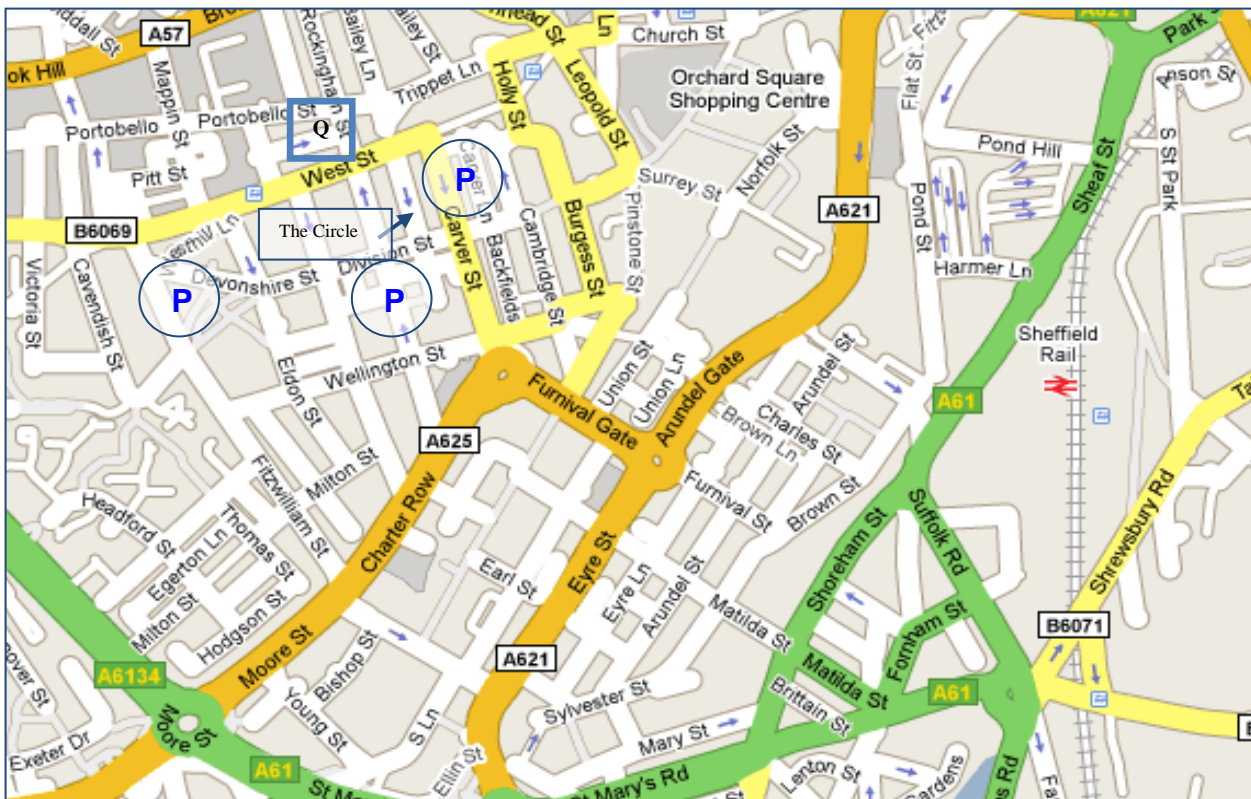 A57
Rockingham St
Bailey Ln
Mappin St
ook Hill
Trippet Ln
Holly St
Leopold St
Ln
Church St
Orchard Square
Shopping Centre
Flat St
A621
Park
Portobello
Portobello St
Q
Pitt St
West St
P
Carver Ln
Surrey St
Norfolk St
Pond Hill
Sheaf St
S St Park
B6069
The Circle
Division St
Devonshire St
Carver St
Backfields
Cambridge St
Burgess St
Pinstone St
A621
Pond St
Harmer Ln
Victoria St
Cavendish St
P
P
Sheffield
Rail
Eldon St
Wellington St
Furnival Gate
Union St
Union Ln
Arundel Gate
Arundel St
Charles St
Brown Ln
A61
A625
Charter Row
Furnival St
Brown St
Headford St
Fitzwilliam St
Milton St
Thomas St
Egerton Ln
Milton St
Hodgson St
Earl St
Eyre St
Eyre Ln
Arundel St
Matilda St
Shoreham St
Suffolk Rd
Shrewsbury Rd
Fornham St
B6071
A6134
Moore St
Bishop St
A621
Matilda St
A61
Brittain St
Sylvester St
Mary St
Young St
S Ln
Moore St
Exeter Dr
A61
Ellin St
St Mary's Rd
Lenton St